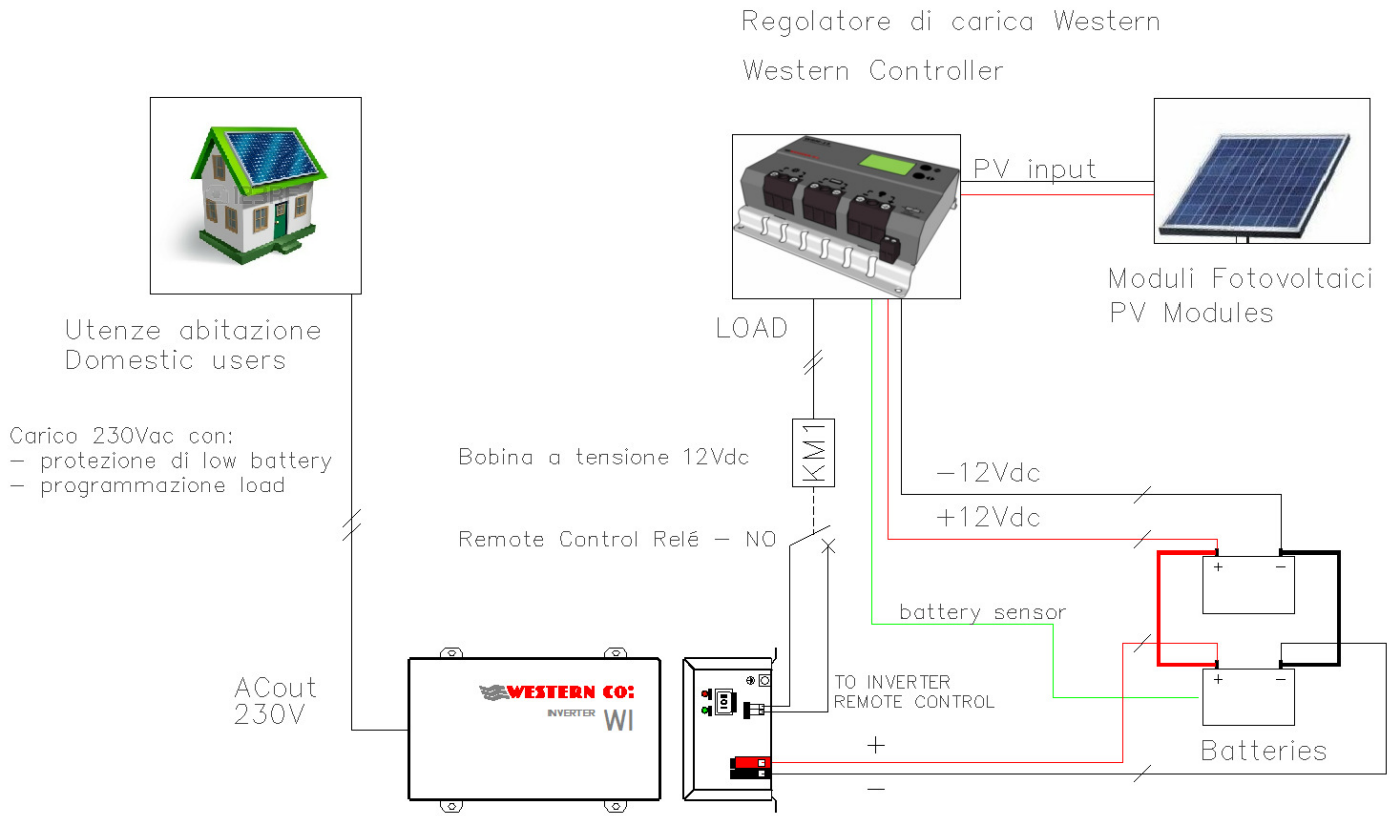 Regolatore di carica Western
Western Controller
PV input
Moduli Fotovoltaici
PV Modules
LOAD
Utenze abitazione
Domestic users
Carico 230Vac con:
– protezione di low battery
– programmazione load
Bobina a tensione 12Vdc
KM1
–12Vdc
+12Vdc
Remote Control Relé – NO
+ –
battery sensor
+ –
Batteries
ACout
230V
WESTERN CO:
INVERTER WI
TO INVERTER
REMOTE CONTROL
+
–